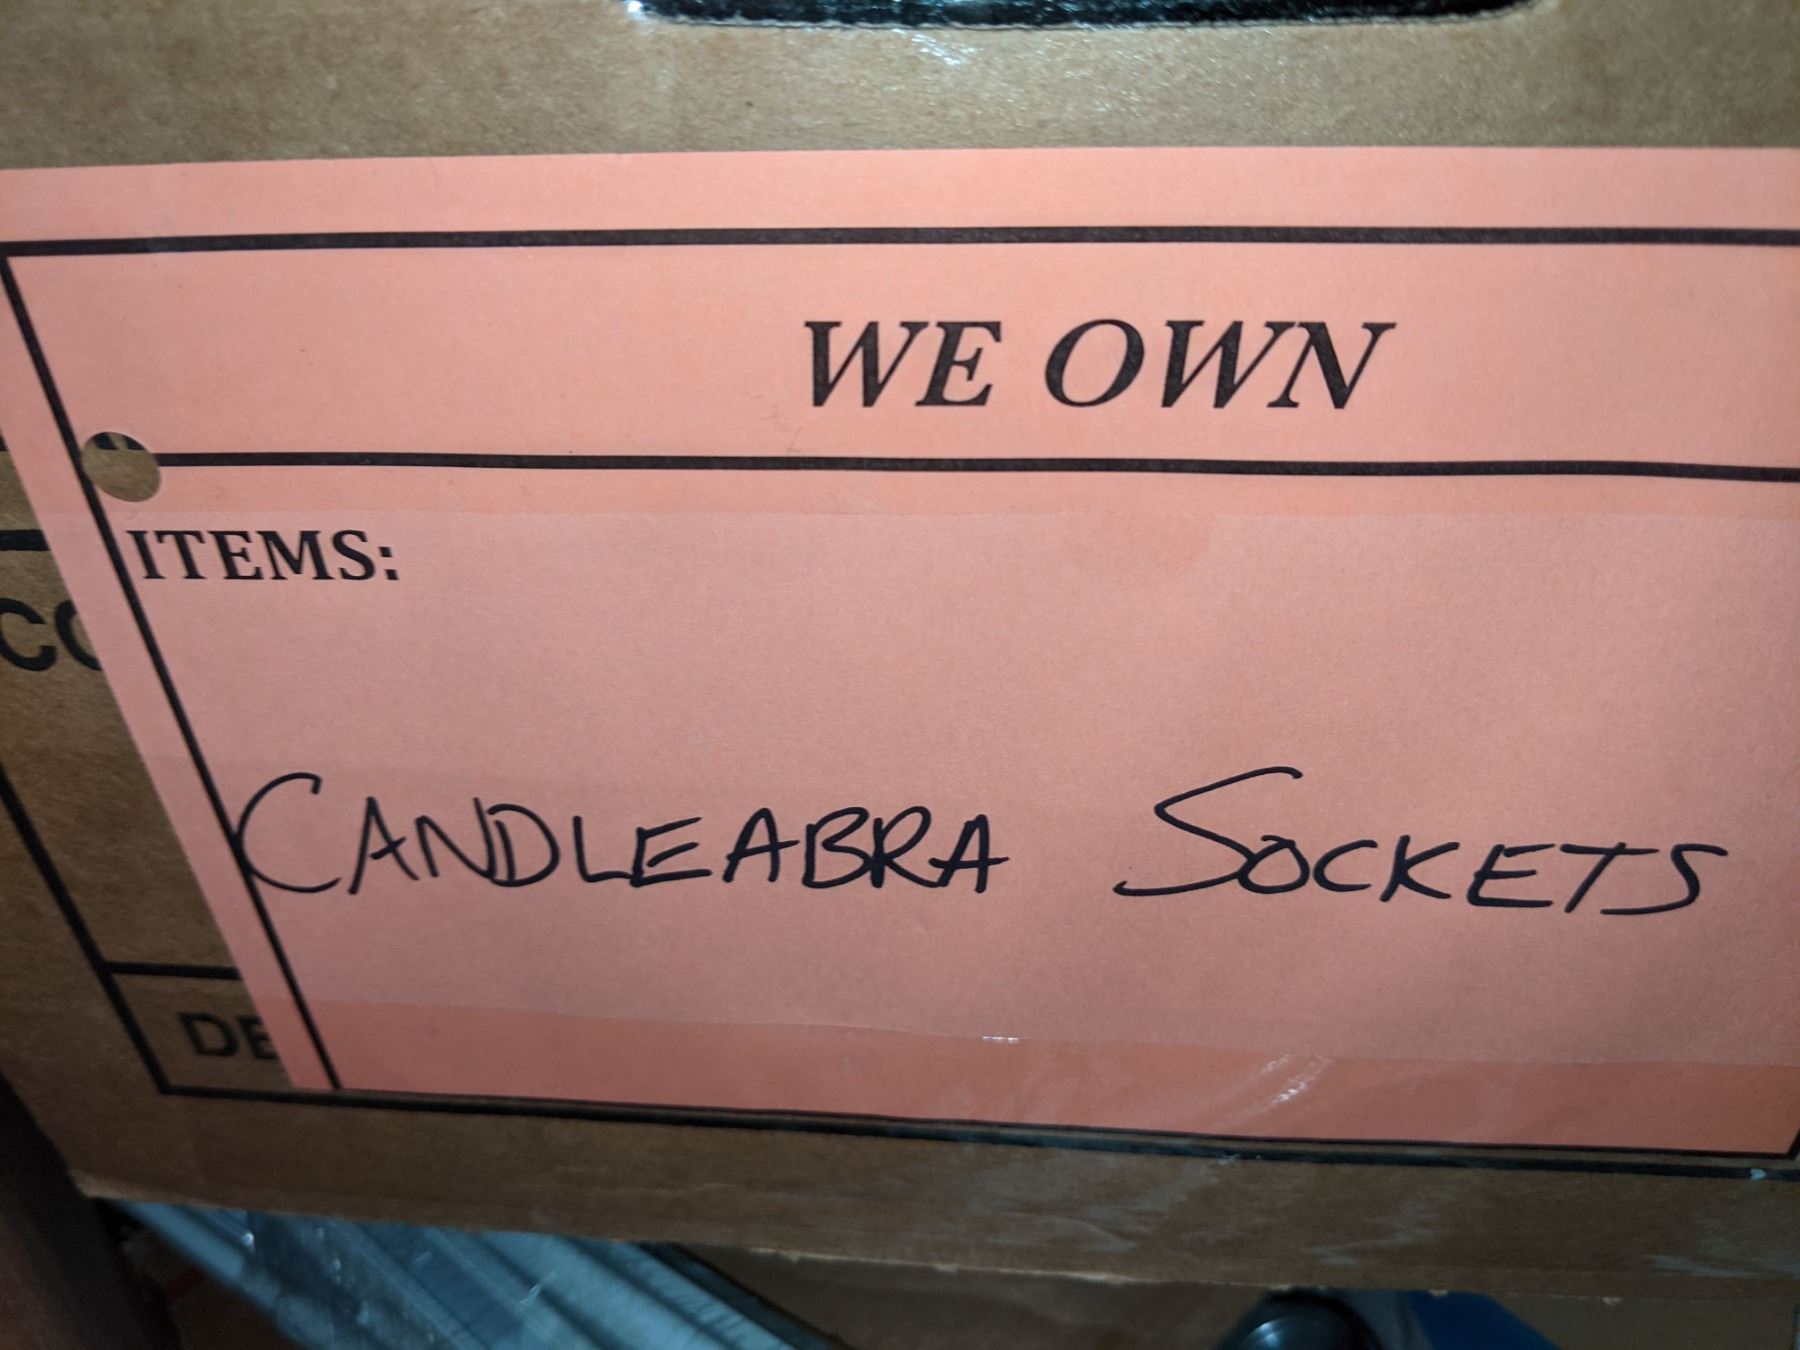 WE OWN
ITEMS:
CANDLEABRA SOCKETS